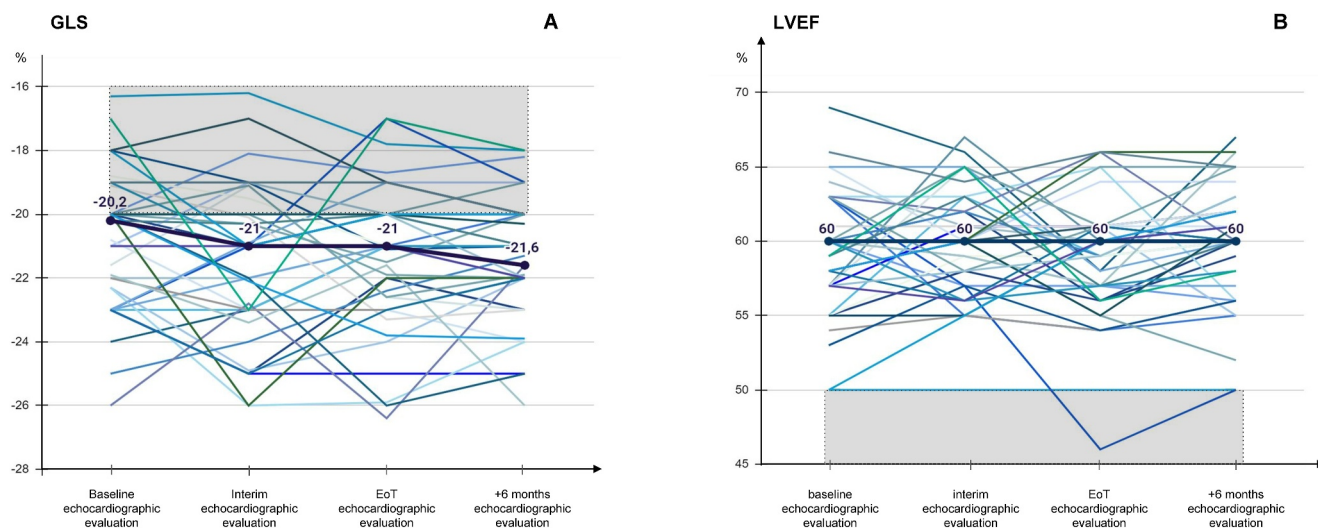 GLS
A
%
-16
-18
-20
-22
-24
-26
-28
-20,2
-21
-21
-21,6
Baseline
echocardiographic
evaluation
Interim
echocardiographic
evaluation
EoT
echocardiographic
evaluation
+6 months
echocardiographic
evaluation
LVEF
B
%
70
65
60
55
50
45
60
60
60
60
baseline
echocardiographic
evaluation
interim
echocardiographic
evaluation
EoT
echocardiographic
evaluation
+6 months
echocardiographic
evaluation